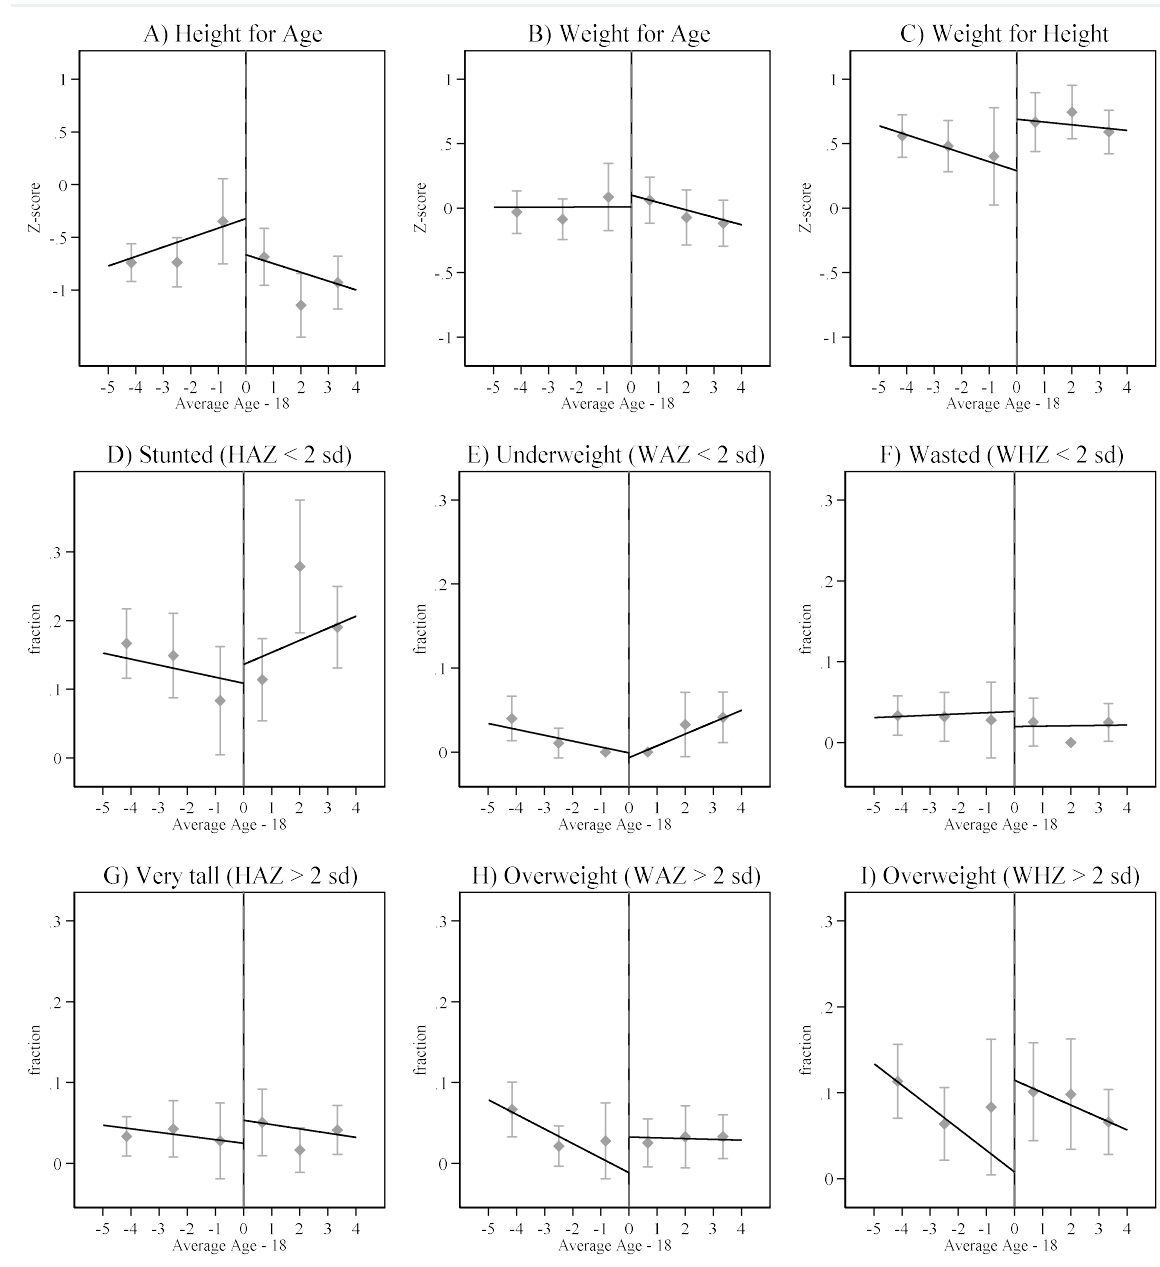 A) Height for Age
B) Weight for Age
C) Weight for Height
Z-score
1
.5
0
-.5
-1
-5 -4 -3 -2 -1 0 1 2 3 4
Average Age - 18
Z-score
1
.5
0
-.5
-1
-5 -4 -3 -2 -1 0 1 2 3 4
Average Age - 18
Z-score
1
.5
0
-.5
-1
-5 -4 -3 -2 -1 0 1 2 3 4
Average Age - 18
D) Stunted (HAZ < 2 sd)
E) Underweight (WAZ < 2 sd)
F) Wasted (WHZ < 2 sd)
fraction
.3
.2
.1
0
-5 -4 -3 -2 -1 0 1 2 3 4
Average Age - 18
fraction
.3
.2
.1
0
-5 -4 -3 -2 -1 0 1 2 3 4
Average Age - 18
fraction
.3
.2
.1
0
-5 -4 -3 -2 -1 0 1 2 3 4
Average Age - 18
G) Very tall (HAZ > 2 sd)
H) Overweight (WAZ > 2 sd)
I) Overweight (WHZ > 2 sd)
fraction
.3
.2
.1
0
-5 -4 -3 -2 -1 0 1 2 3 4
Average Age - 18
fraction
.3
.2
.1
0
-5 -4 -3 -2 -1 0 1 2 3 4
Average Age - 18
fraction
.3
.2
.1
0
-5 -4 -3 -2 -1 0 1 2 3 4
Average Age - 18